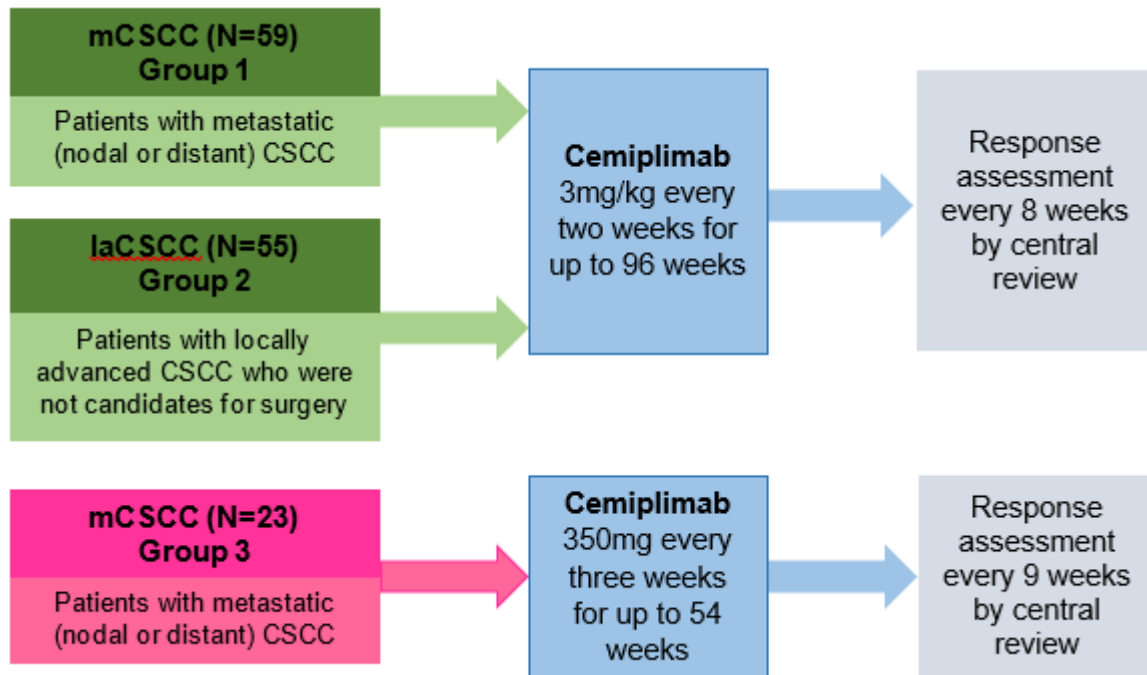 mCSCC (N=59)
Group 1
Patients with metastatic
(nodal or distant) CSCC
laCSCC (N=55)
Group 2
Patients with locally
advanced CSCC who were
not candidates for surgery
Cemiplimab
3mg/kg every
two weeks for
up to 96 weeks
Response
assessment
every 8 weeks
by central
review
mCSCC (N=23)
Group 3
Patients with metastatic
(nodal or distant) CSCC
Cemiplimab
350mg every
three weeks
for up to 54
weeks
Response
assessment
every 9 weeks
by central
review